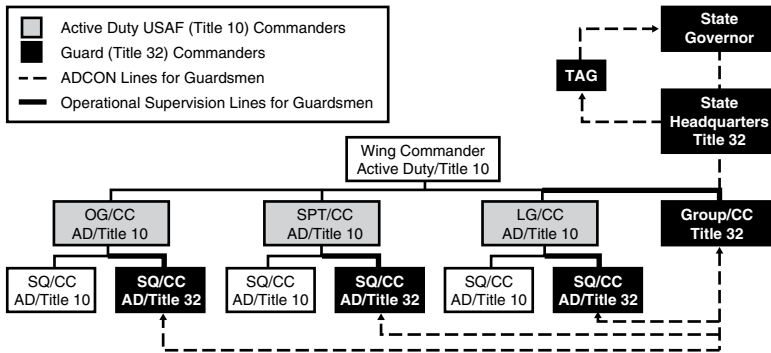 Active Duty USAF (Title 10) Commanders
Guard (Title 32) Commanders
ADCON Lines for Guardsmen
Operational Supervision Lines for Guardsmen
State
Governor
TAG
State
Headquarters
Title 32
Wing Commander
Active Duty/Title 10
OG/CC
AD/Title 10
SPT/CC
AD/Title 10
LG/CC
AD/Title 10
Group/CC
Title 32
SQ/CC
AD/Title 10
SQ/CC
AD/Title 32
SQ/CC
AD/Title 10
SQ/CC
AD/Title 32
SQ/CC
AD/Title 10
SQ/CC
AD/Title 32